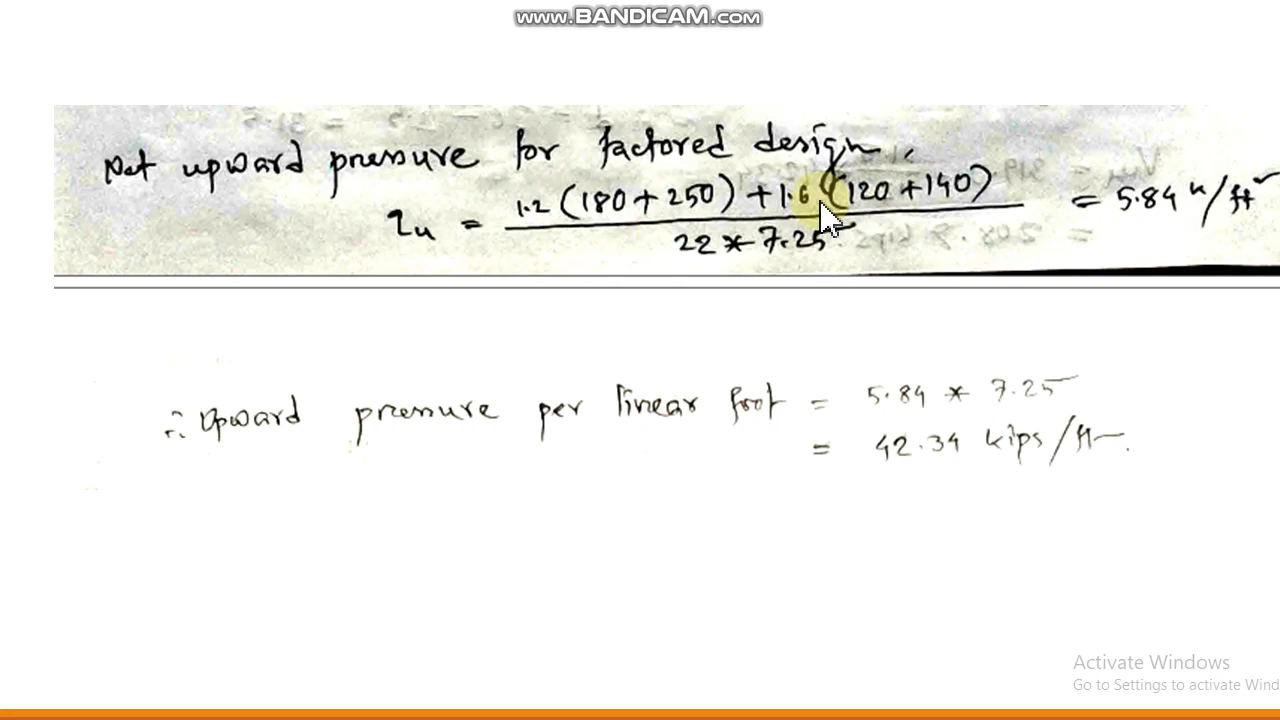 www.BANDICAM.com
Net upward pressure for factored design,
qu = 1.2 (180 + 250) + 1.6 (120 + 140) / 22 * 7.25 = 5.84 k/ft²
∴ Upward pressure per linear foot = 5.84 * 7.25
= 42.34 kips/ft.
Activate Windows
Go to Settings to activate Wind